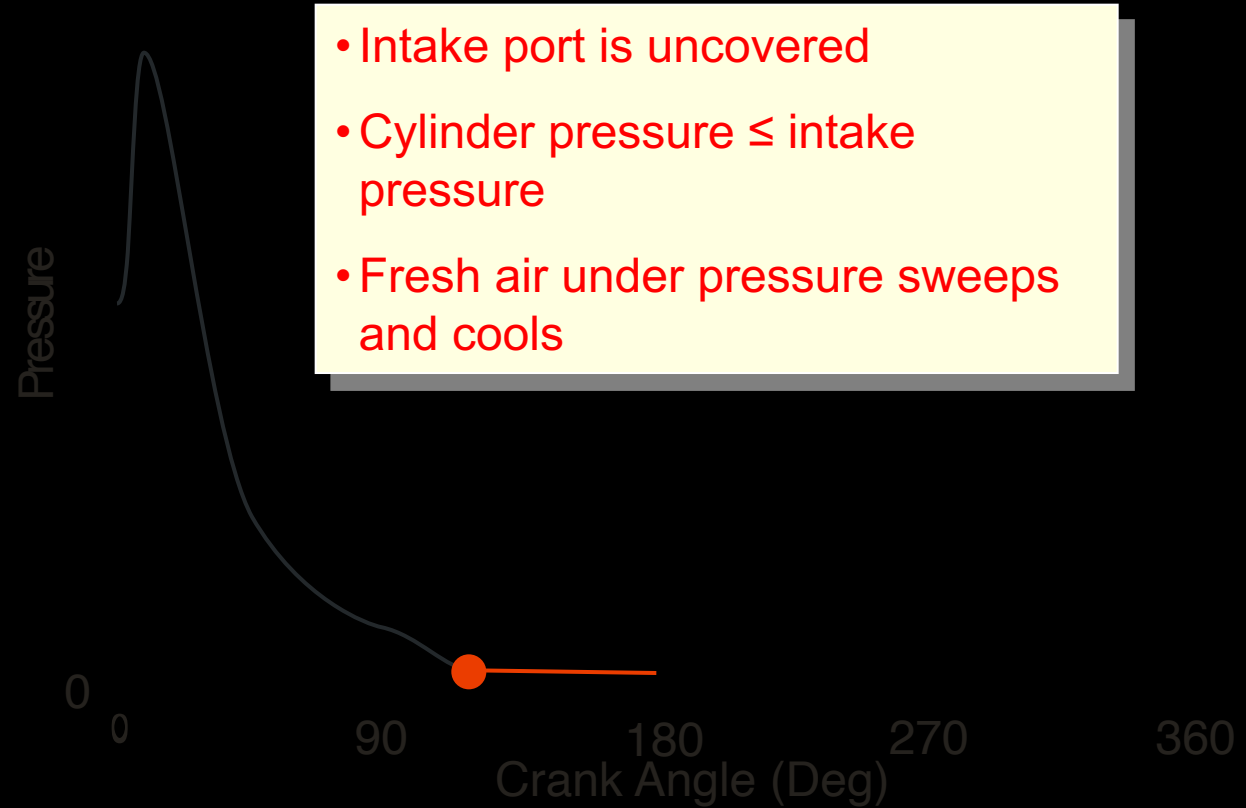 • Intake port is uncovered
• Cylinder pressure ≤ intake
pressure
• Fresh air under pressure sweeps
and cools
Pressure
0
0 90 180 270 360
Crank Angle (Deg)